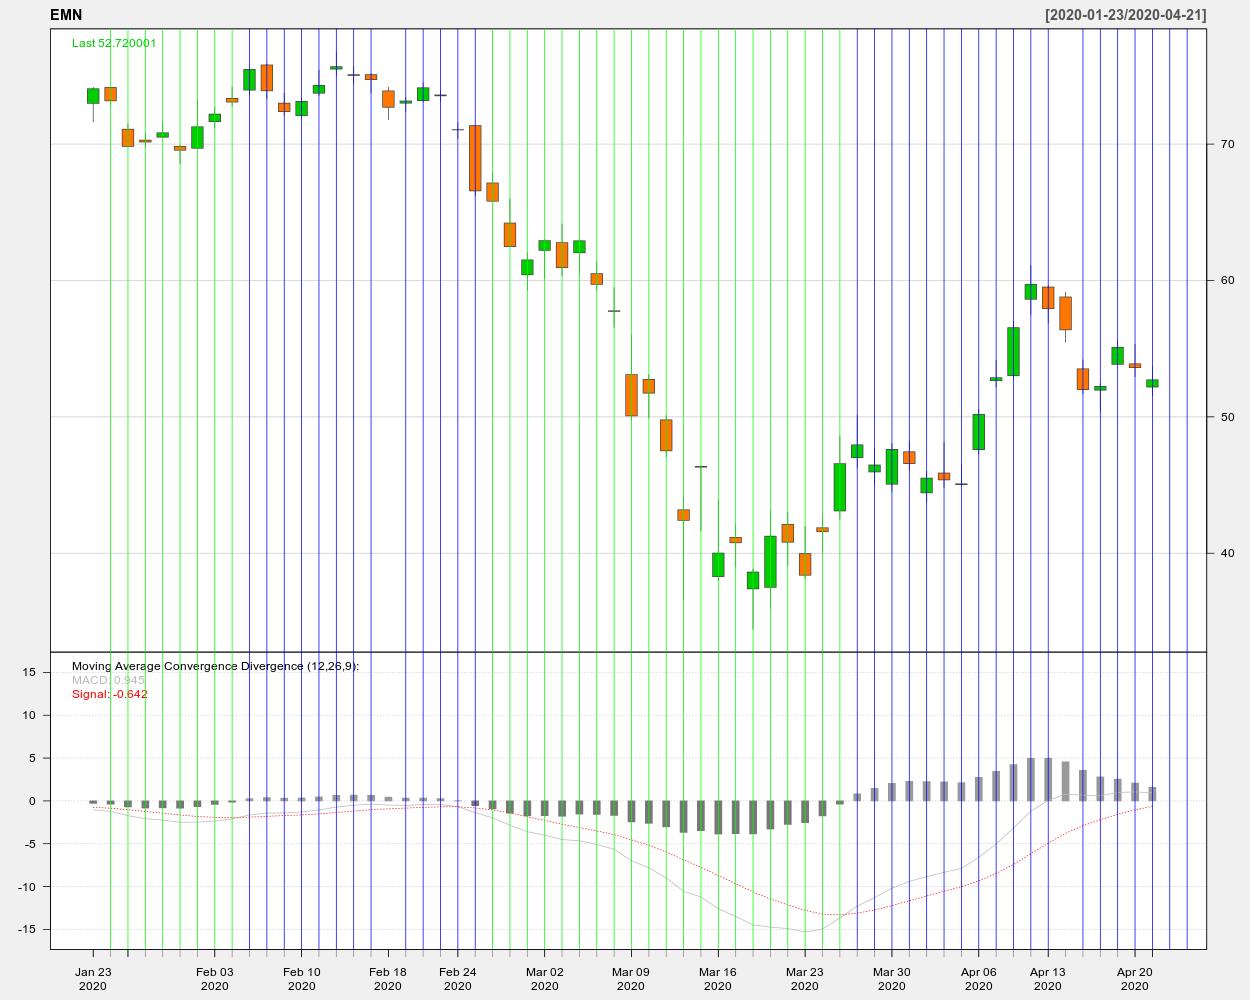 EMN
[2020-01-23/2020-04-21]
Last 52.720001
70
60
50
40
Moving Average Convergence Divergence (12,26,9):
MACD: 0.945
Signal: -0.642
15
10
5
0
-5
-10
-15
Jan 23 2020
Feb 03 2020
Feb 10 2020
Feb 18 2020
Feb 24 2020
Mar 02 2020
Mar 09 2020
Mar 16 2020
Mar 23 2020
Mar 30 2020
Apr 06 2020
Apr 13 2020
Apr 20 2020